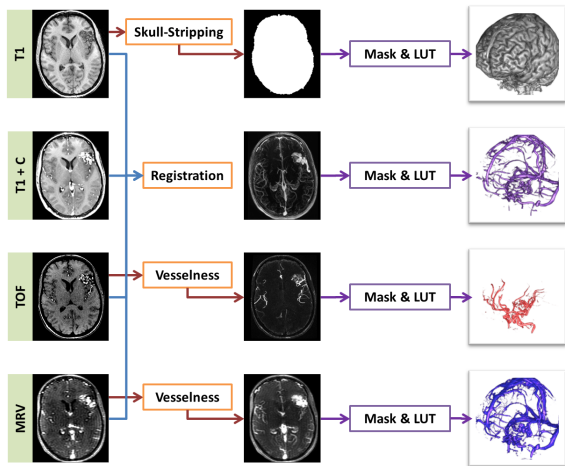 T1
Skull-Stripping
Mask & LUT
T1 + C
Registration
Mask & LUT
TOF
Vesselness
Mask & LUT
MRV
Vesselness
Mask & LUT